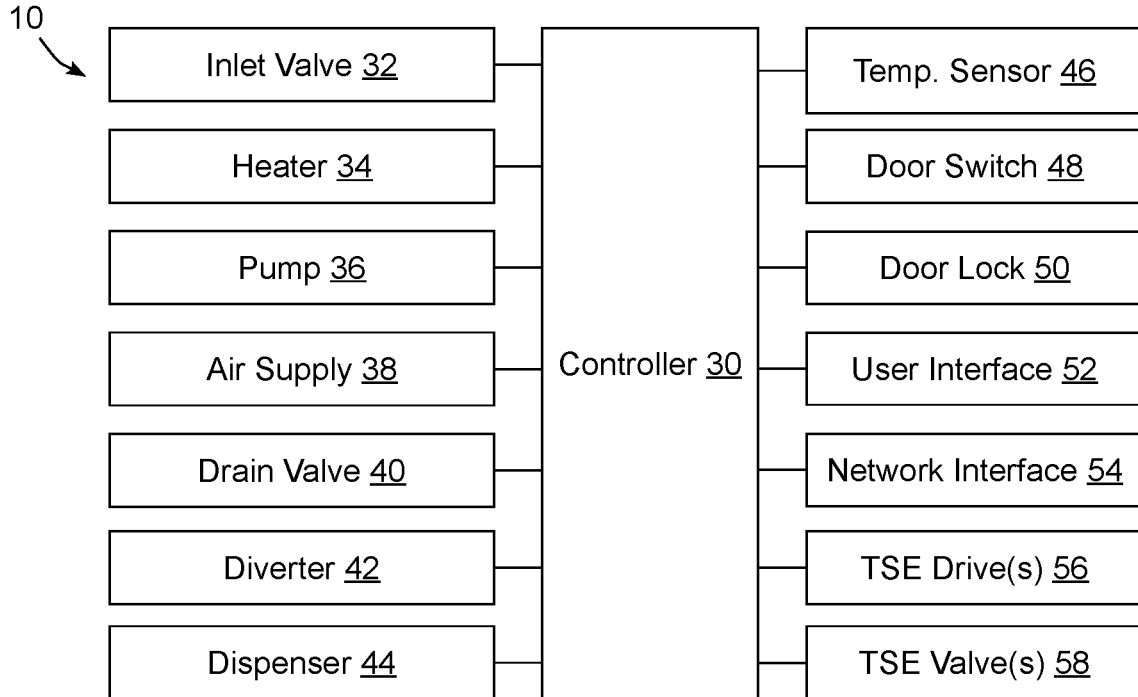 10
Inlet Valve 32
Heater 34
Pump 36
Air Supply 38
Drain Valve 40
Diverter 42
Dispenser 44
Controller 30
Temp. Sensor 46
Door Switch 48
Door Lock 50
User Interface 52
Network Interface 54
TSE Drive(s) 56
TSE Valve(s) 58